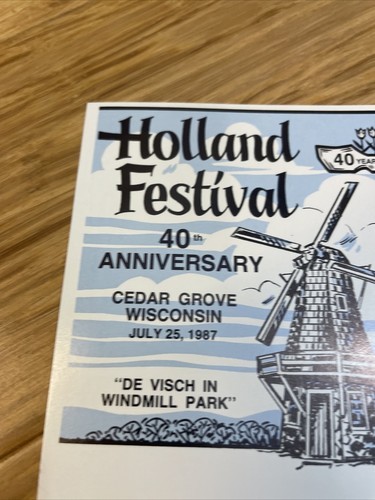 Holland
Festival
40 YEAR
40th
ANNIVERSARY
CEDAR GROVE
WISCONSIN
JULY 25, 1987
"DE VISCH IN
WINDMILL PARK"